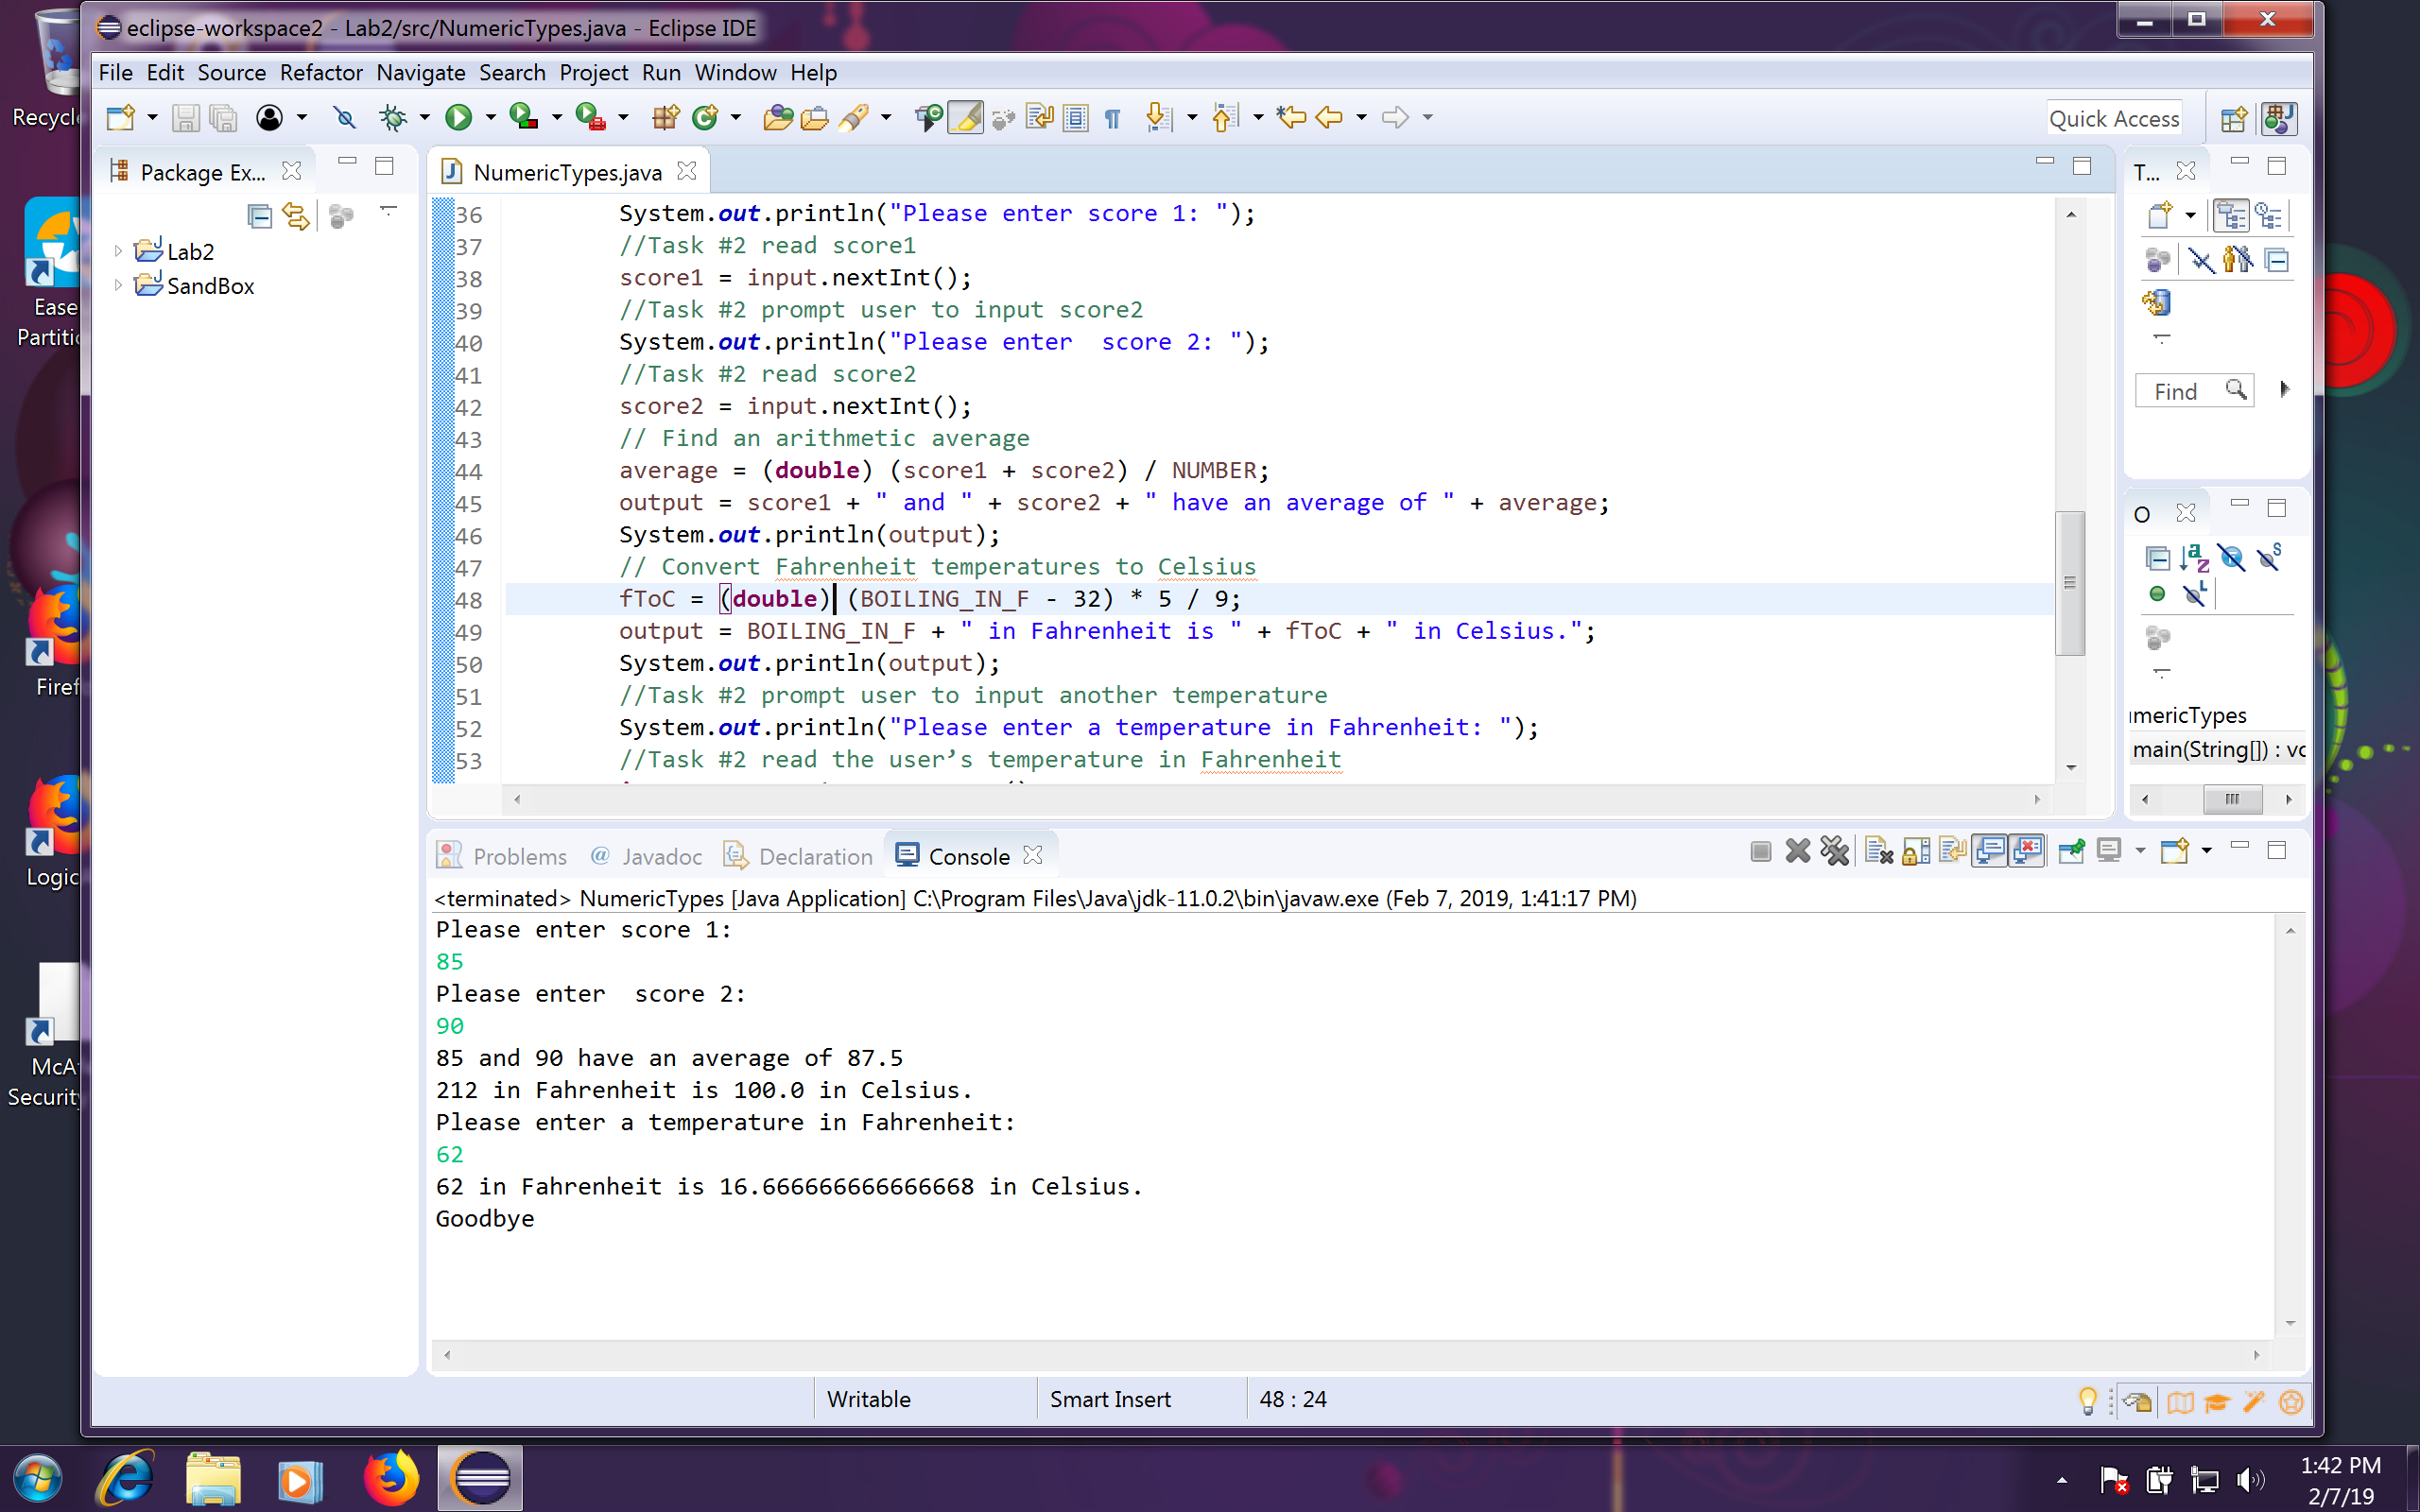 Recycle
Ease
Partitio
Firef
Logic
McA
Security
eclipse-workspace2 - Lab2/src/NumericTypes.java - Eclipse IDE
File Edit Source Refactor Navigate Search Project Run Window Help
Quick Access
Package Ex...
Lab2
SandBox
NumericTypes.java
36 System.out.println("Please enter score 1: ");
37 //Task #2 read score1
38 score1 = input.nextInt();
39 //Task #2 prompt user to input score2
40 System.out.println("Please enter  score 2: ");
41 //Task #2 read score2
42 score2 = input.nextInt();
43 // Find an arithmetic average
44 average = (double) (score1 + score2) / NUMBER;
45 output = score1 + " and " + score2 + " have an average of " + average;
46 System.out.println(output);
47 // Convert Fahrenheit temperatures to Celsius
48 fToC = (double) (BOILING_IN_F - 32) * 5 / 9;
49 output = BOILING_IN_F + " in Fahrenheit is " + fToC + " in Celsius.";
50 System.out.println(output);
51 //Task #2 prompt user to input another temperature
52 System.out.println("Please enter a temperature in Fahrenheit: ");
53 //Task #2 read the user’s temperature in Fahrenheit
T...
Find
O
umericTypes
main(String[]) : vo
Problems @ Javadoc Declaration Console
<terminated> NumericTypes [Java Application] C:\Program Files\Java\jdk-11.0.2\bin\javaw.exe (Feb 7, 2019, 1:41:17 PM)
Please enter score 1:
85
Please enter  score 2:
90
85 and 90 have an average of 87.5
212 in Fahrenheit is 100.0 in Celsius.
Please enter a temperature in Fahrenheit:
62
62 in Fahrenheit is 16.666666666666668 in Celsius.
Goodbye
Writable Smart Insert 48 : 24
1:42 PM
2/7/19